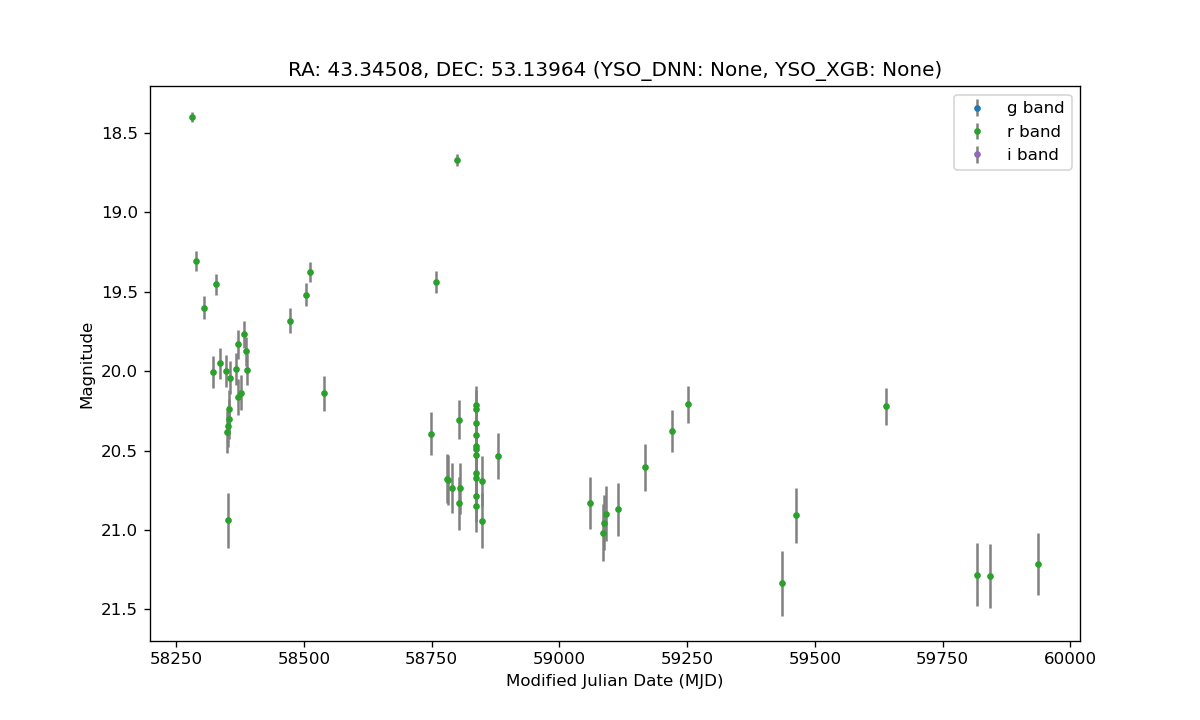 RA: 43.34508, DEC: 53.13964 (YSO_DNN: None, YSO_XGB: None)
g band
r band
i band
18.5
19.0
19.5
20.0
20.5
21.0
21.5
Magnitude
58250 58500 58750 59000 59250 59500 59750 60000
Modified Julian Date (MJD)